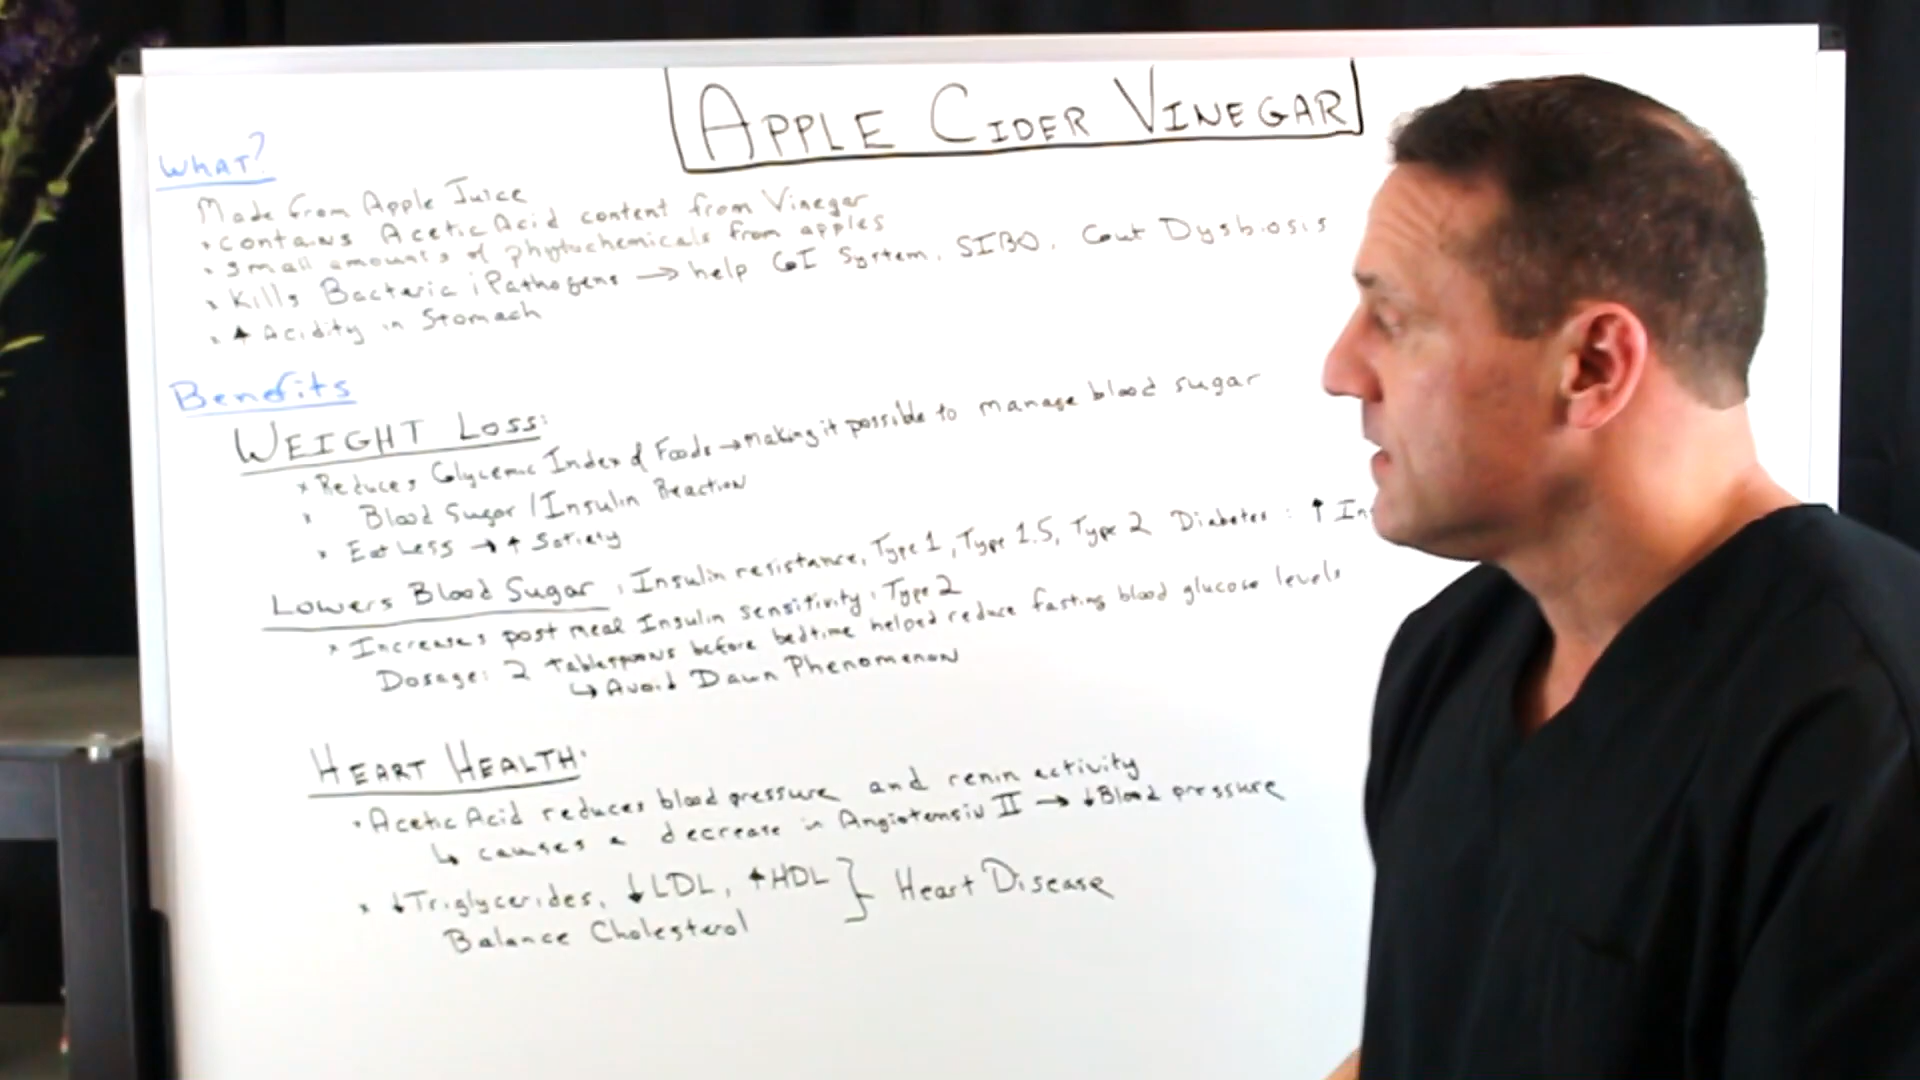 APPLE CIDER VINEGAR
WHAT?
Made from Apple Juice
• contains Acetic Acid content from Vinegar
• small amounts of phytochemicals from apples
• Kills Bacteria; Pathogens → help GI System, SIBO, Gut Dysbiosis
• ↑ Acidity in Stomach
Benefits
WEIGHT LOSS:
* Reduces Glycemic Index of Foods → Making it possible to manage blood sugar
* Blood Sugar / Insulin Reaction
* Eat Less → ↑ Satiety
LOWERS Blood Sugar, Insulin resistance, Type 1, Type 1.5, Type 2 Diabetes: ↑
* Increases post meal Insulin sensitivity, Type 2
Dosage: 2 Tablespoons before bedtime helped reduce fasting blood glucose levels
↳ Avoid Dawn Phenomenon
HEART HEALTH:
• Acetic Acid reduces blood pressure and renin activity
↳ causes a decrease in Angiotensin II → ↓ Blood pressure
* ↓ Triglycerides, ↓ LDL, ↑ HDL } Heart Disease
Balance Cholesterol